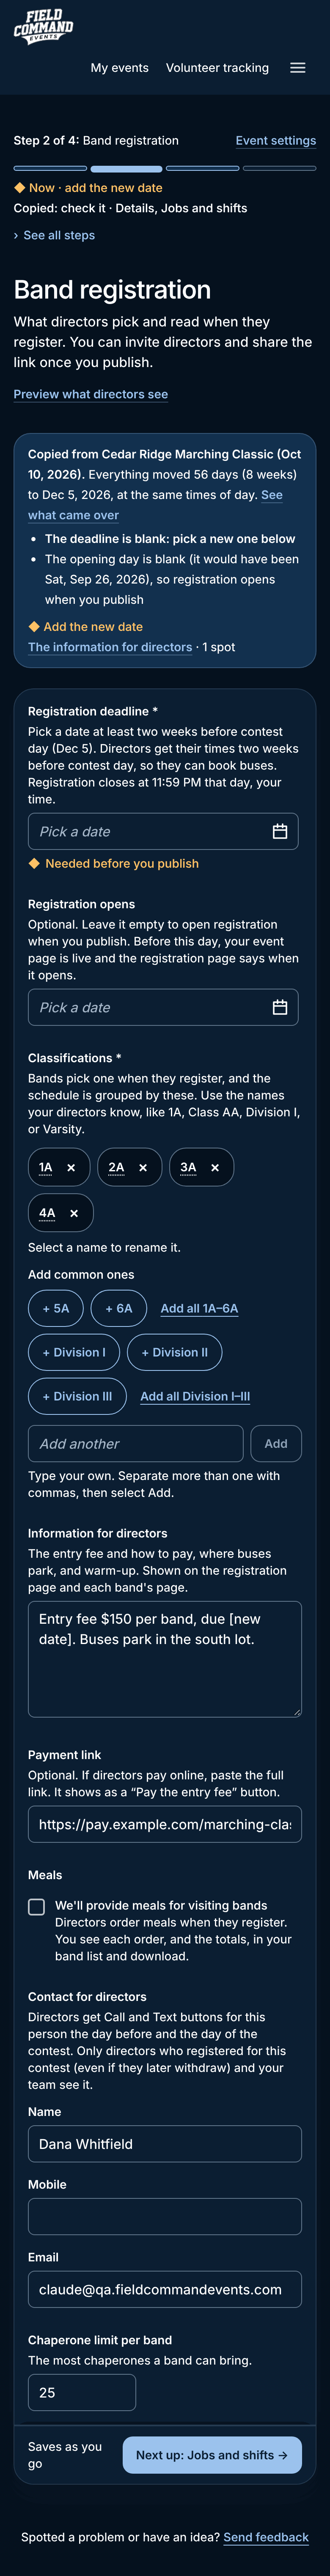 FIELD
COMMAND
EVENTS
My events Volunteer tracking
Step 2 of 4: Band registration Event settings
◆ Now · add the new date
Copied: check it · Details, Jobs and shifts
› See all steps
Band registration
What directors pick and read when they
register. You can invite directors and share the
link once you publish.
Preview what directors see
Copied from Cedar Ridge Marching Classic (Oct
10, 2026). Everything moved 56 days (8 weeks)
to Dec 5, 2026, at the same times of day. See
what came over
• The deadline is blank: pick a new one below
• The opening day is blank (it would have been
Sat, Sep 26, 2026), so registration opens
when you publish
◆ Add the new date
The information for directors · 1 spot
Registration deadline *
Pick a date at least two weeks before contest
day (Dec 5). Directors get their times two weeks
before contest day, so they can book buses.
Registration closes at 11:59 PM that day, your
time.
Pick a date
◆ Needed before you publish
Registration opens
Optional. Leave it empty to open registration
when you publish. Before this day, your event
page is live and the registration page says when
it opens.
Pick a date
Classifications *
Bands pick one when they register, and the
schedule is grouped by these. Use the names
your directors know, like 1A, Class AA, Division I,
or Varsity.
1A × 2A × 3A ×
4A ×
Select a name to rename it.
Add common ones
+ 5A + 6A Add all 1A–6A
+ Division I + Division II
+ Division III Add all Division I–III
Add another Add
Type your own. Separate more than one with
commas, then select Add.
Information for directors
The entry fee and how to pay, where buses
park, and warm-up. Shown on the registration
page and each band's page.
Entry fee $150 per band, due [new
date]. Buses park in the south lot.
Payment link
Optional. If directors pay online, paste the full
link. It shows as a “Pay the entry fee” button.
https://pay.example.com/marching-clas
Meals
We'll provide meals for visiting bands
Directors order meals when they register.
You see each order, and the totals, in your
band list and download.
Contact for directors
Directors get Call and Text buttons for this
person the day before and the day of the
contest. Only directors who registered for this
contest (even if they later withdraw) and your
team see it.
Name
Dana Whitfield
Mobile
Email
claude@qa.fieldcommandevents.com
Chaperone limit per band
The most chaperones a band can bring.
25
Saves as you
go
Next up: Jobs and shifts →
Spotted a problem or have an idea? Send feedback